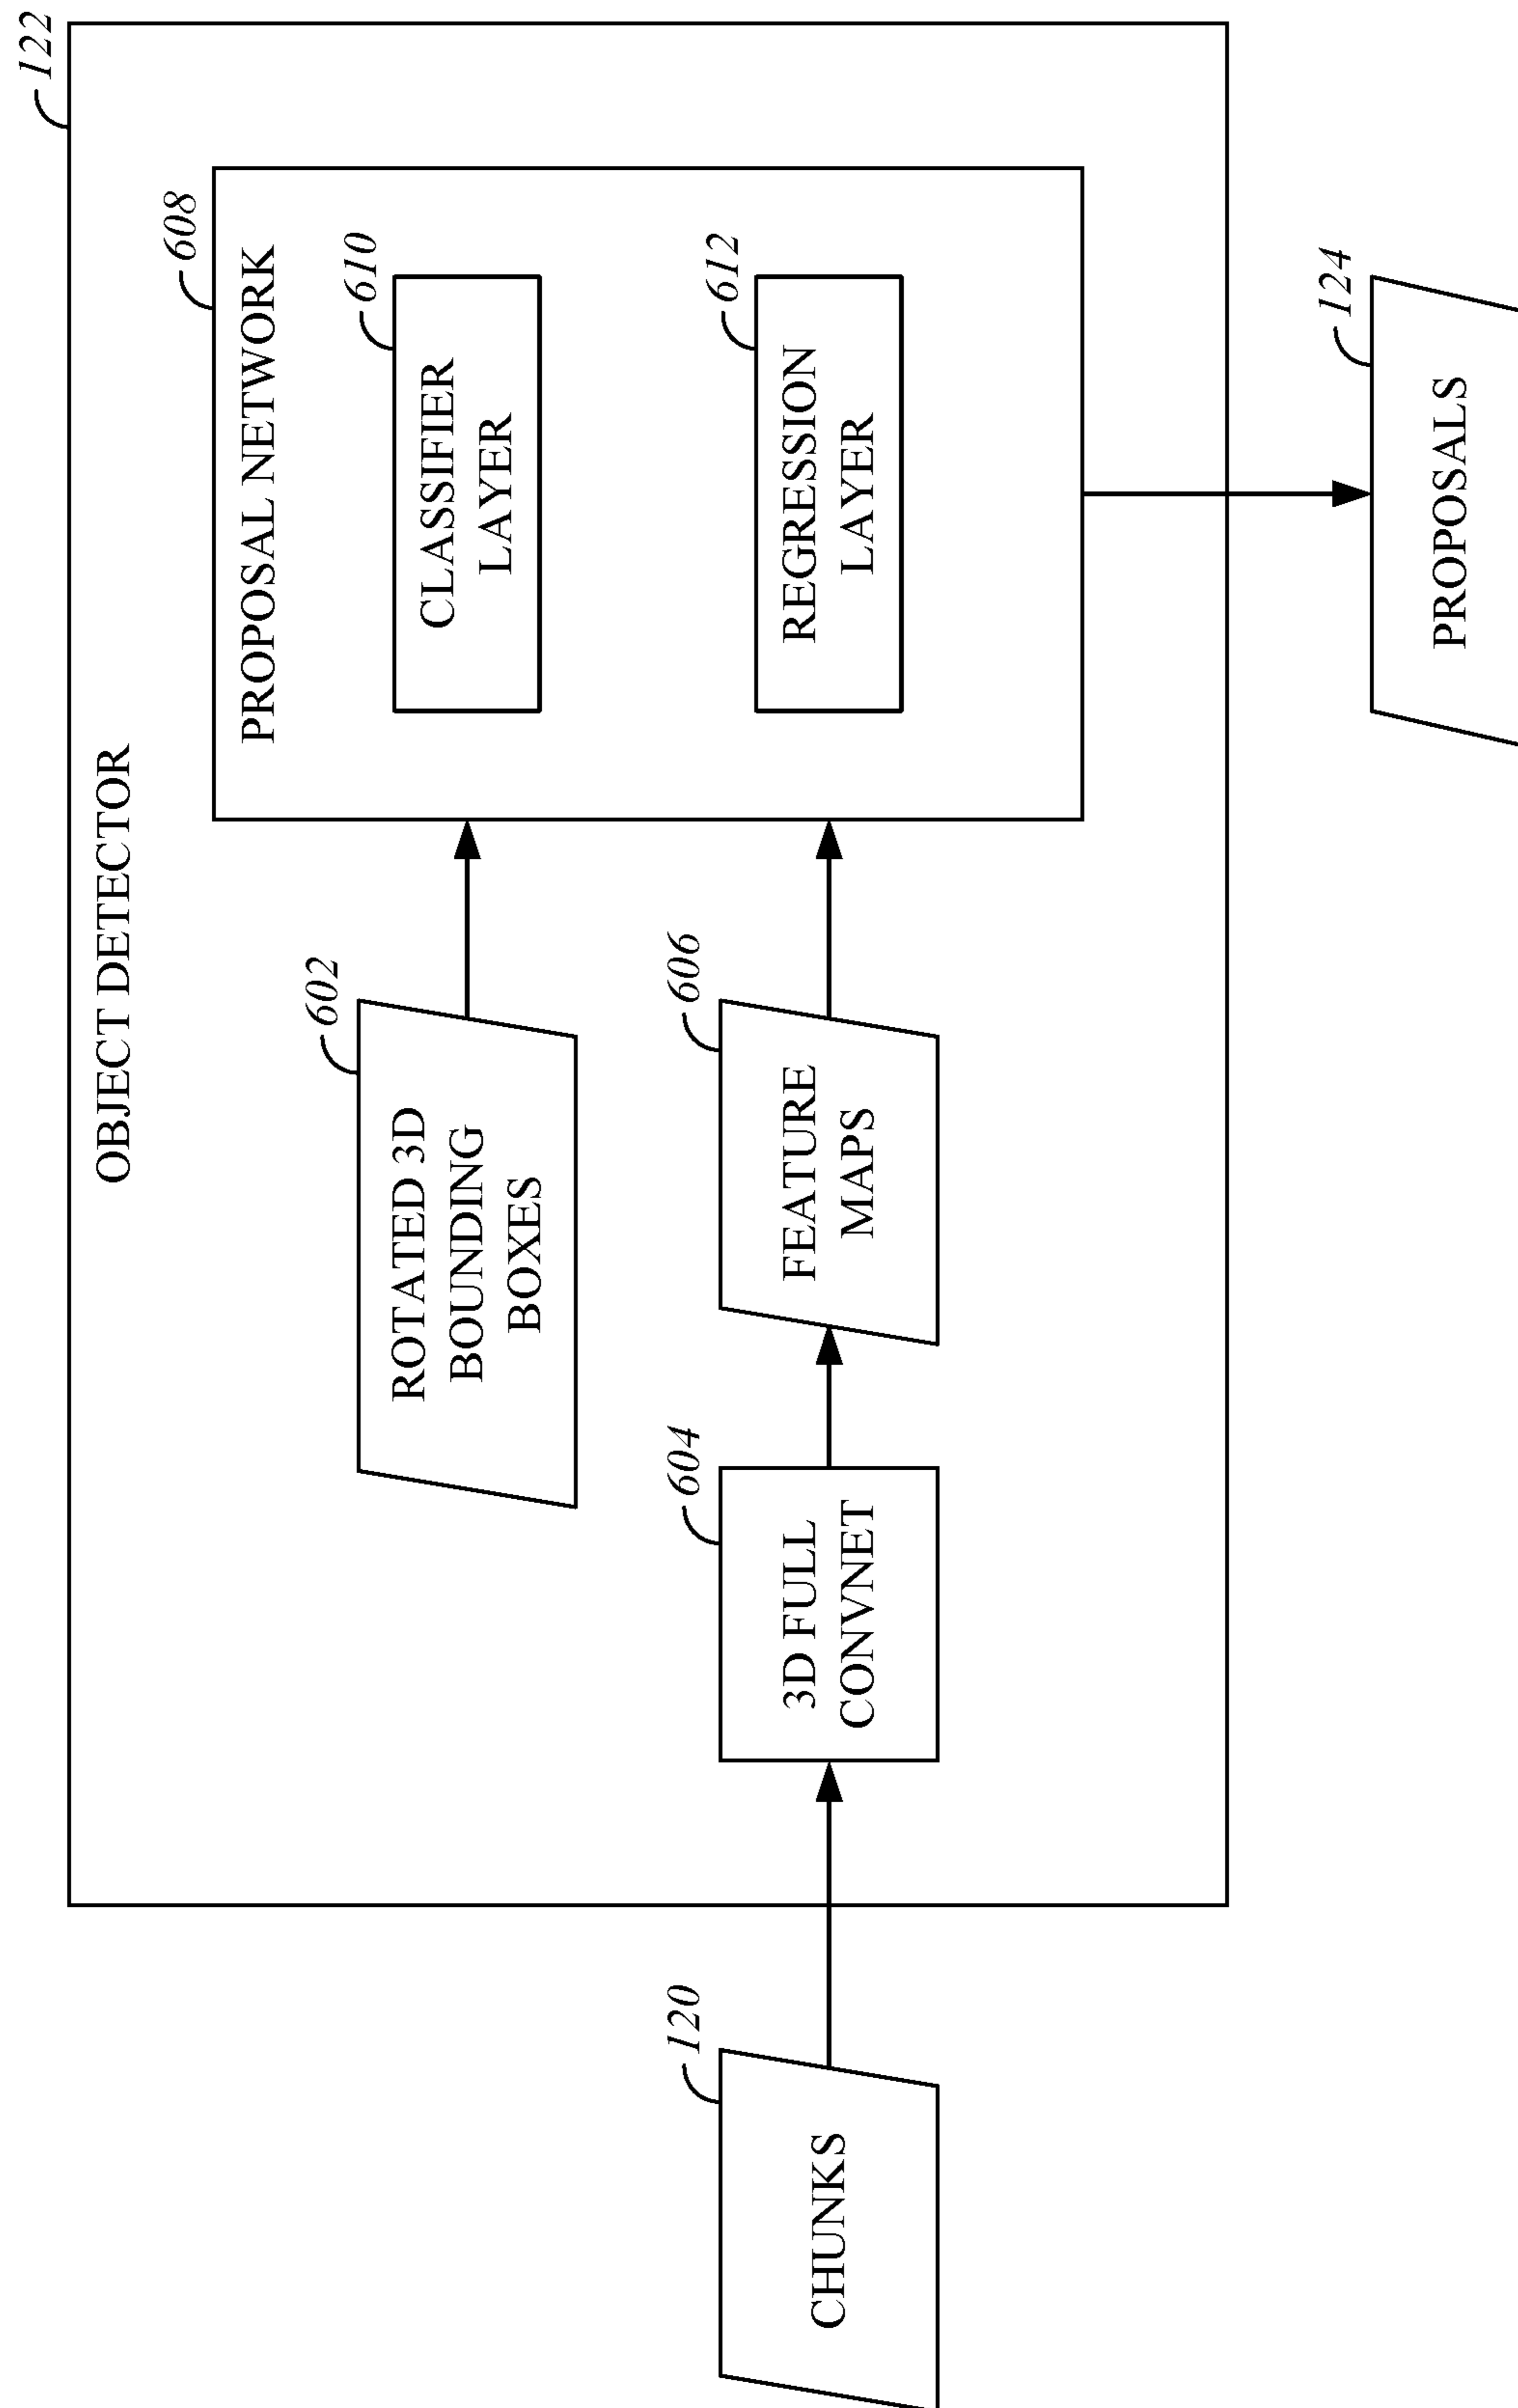 122
OBJECT DETECTOR
608
PROPOSAL NETWORK
602
ROTATED 3D
BOUNDING
BOXES
610
CLASSIFIER
LAYER
120
CHUNKS
604
3D FULL
CONVNET
606
FEATURE
MAPS
612
REGRESSION
LAYER
124
PROPOSALS